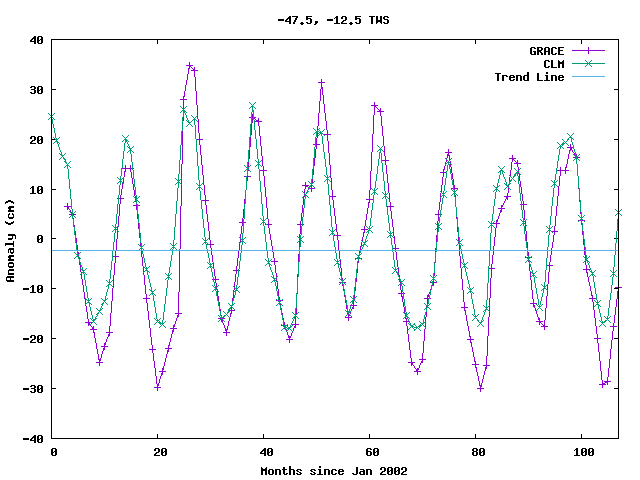 -47.5, -12.5 TWS
GRACE
CLM
Trend Line
40
30
20
10
0
-10
-20
-30
-40
Anomaly (cm)
0 20 40 60 80 100
Months since Jan 2002